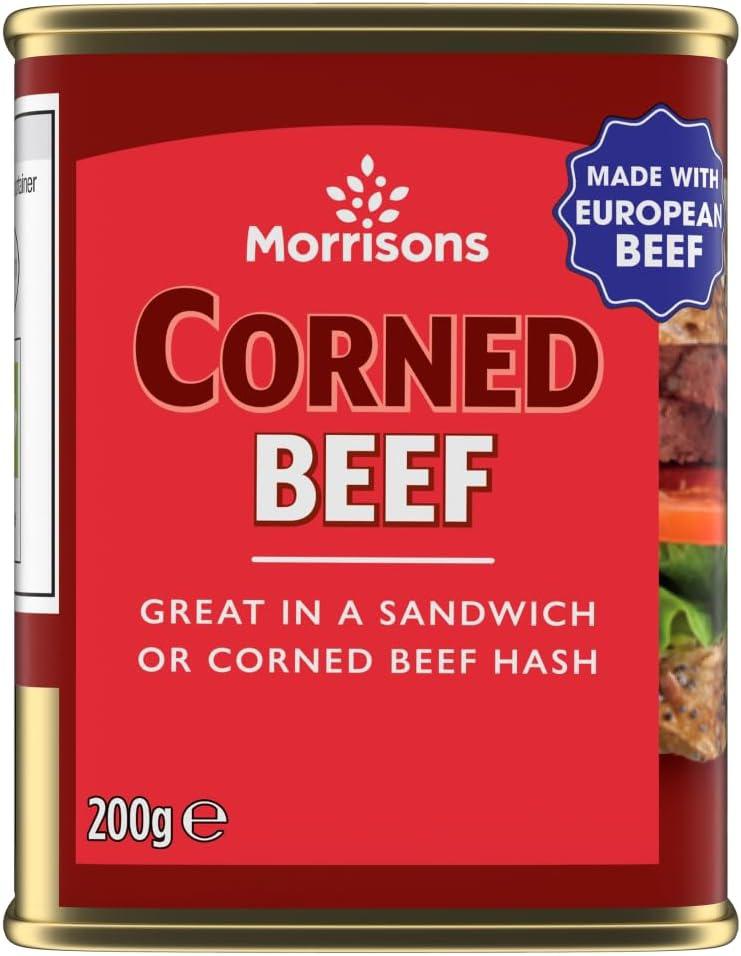 Morrisons
CORNED
BEEF
GREAT IN A SANDWICH
OR CORNED BEEF HASH
200g ℮
MADE WITH
EUROPEAN
BEEF